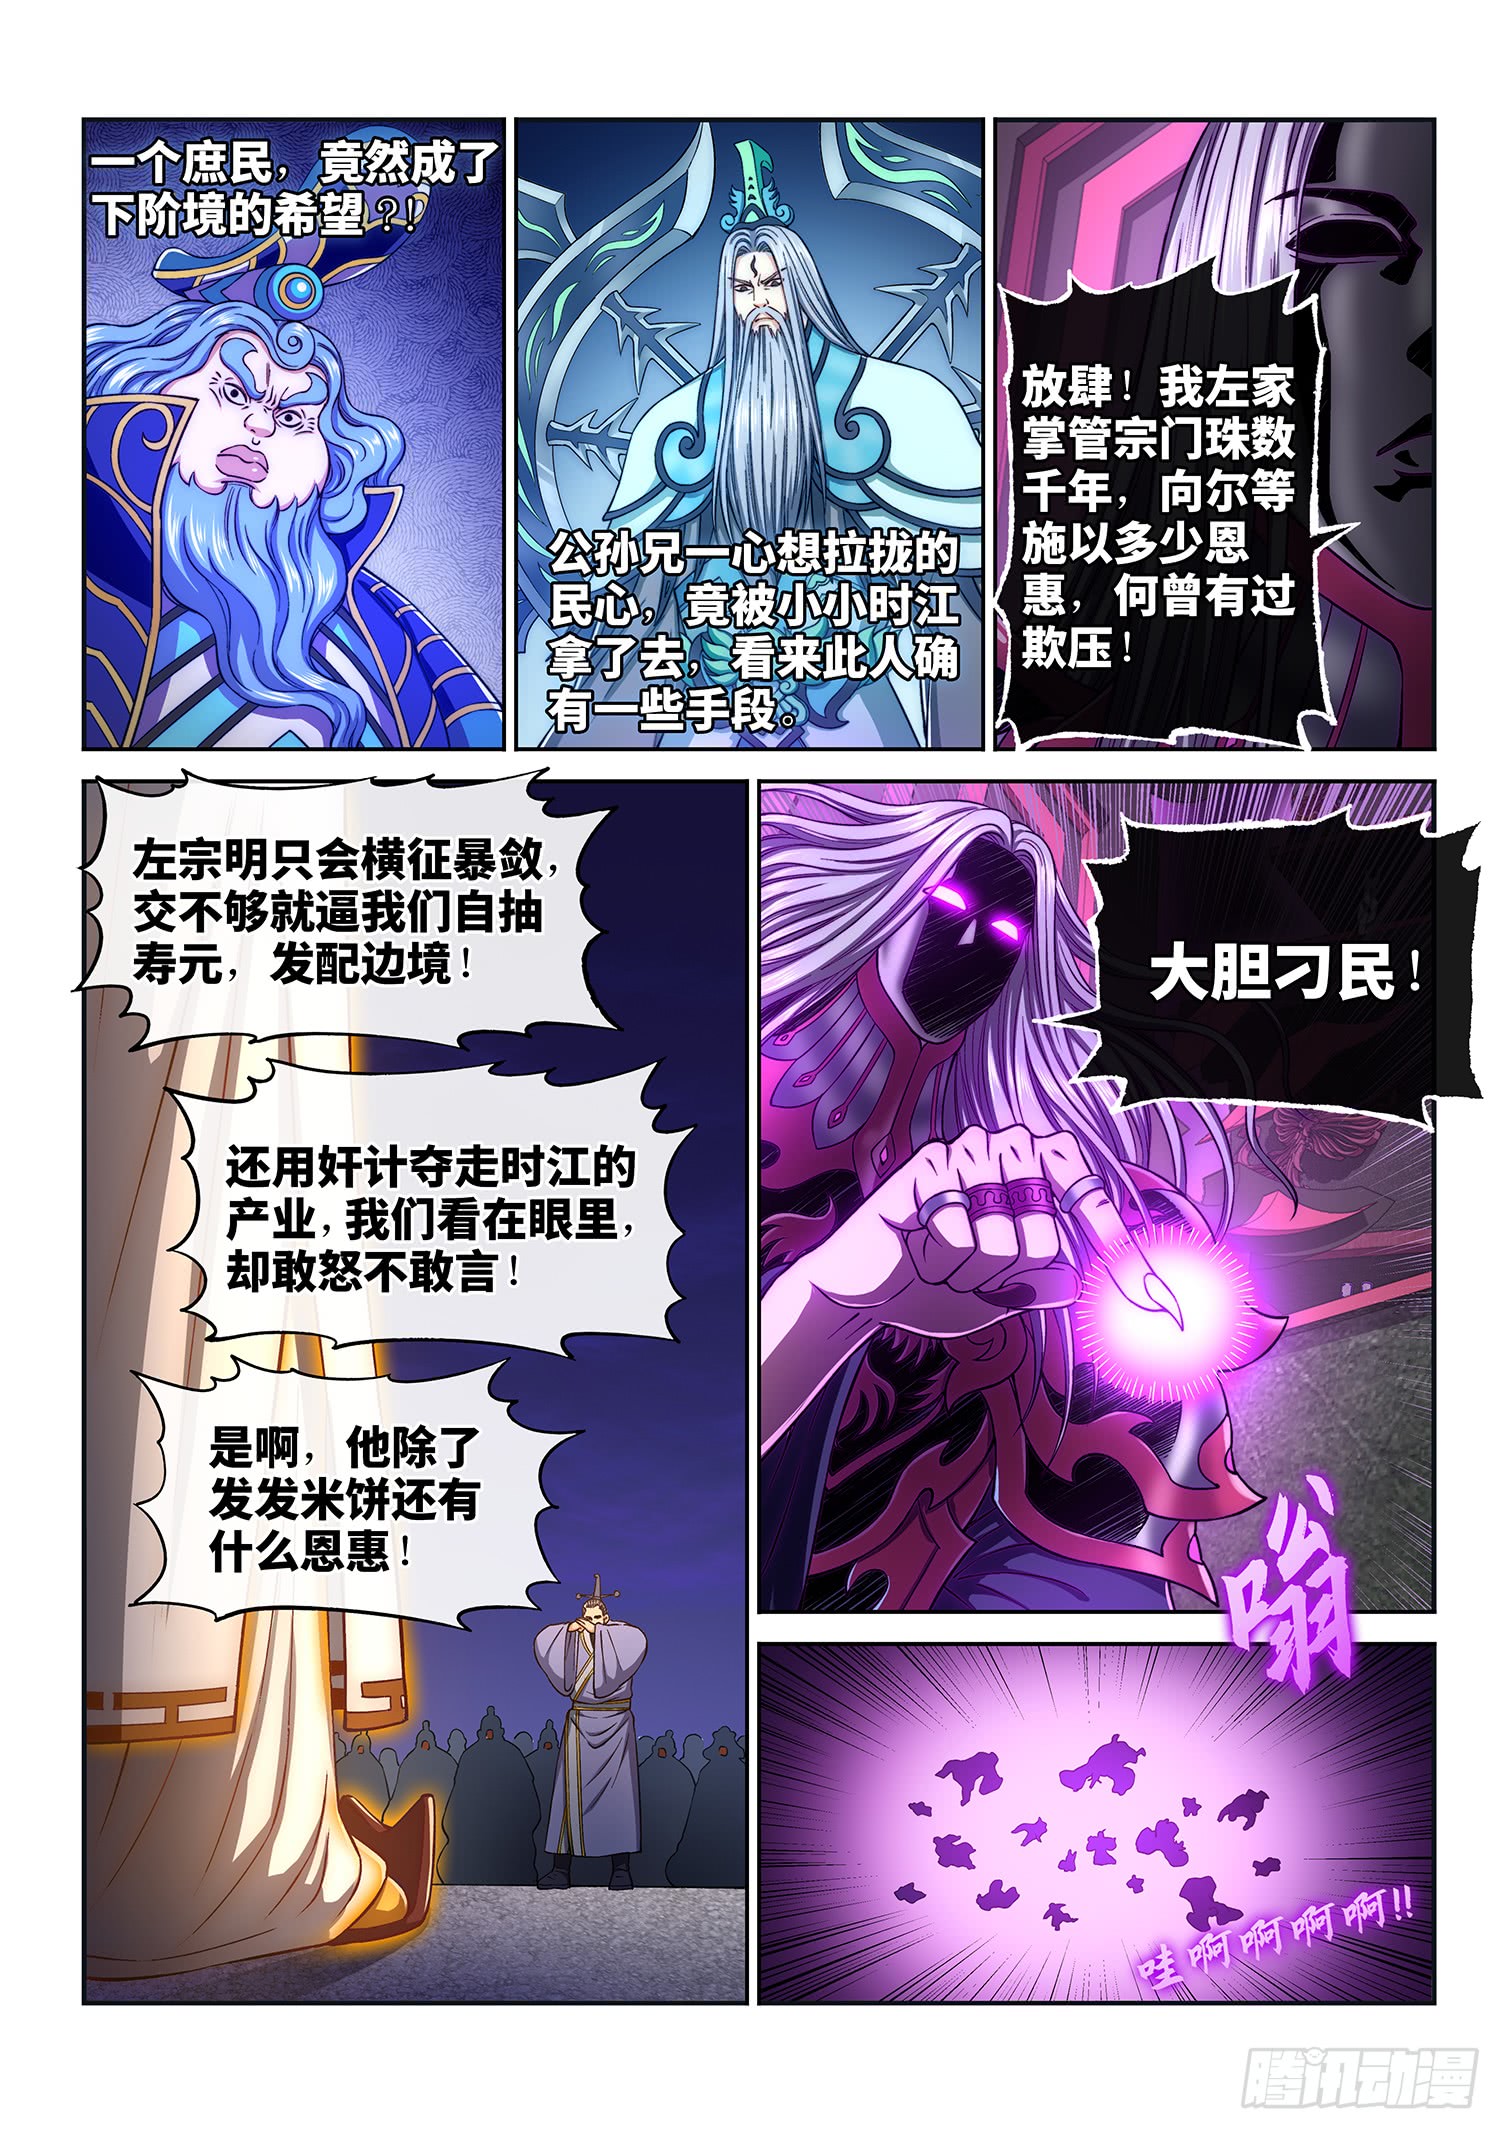 一个庶民，竟然成了
下阶境的希望？！
公孙兄一心想拉拢的
民心，竟被小小时江
拿了去，看来此人确
有一些手段。
放肆！我左家
掌管宗门珠数
千年，向尔等
施以多少恩
惠，何曾有过
欺压！
左宗明只会横征暴敛，
交不够就逼我们自抽
寿元，发配边境！
还用奸计夺走时江的
产业，我们看在眼里，
却敢怒不敢言！
是啊，他除了
发发米饼还有
什么恩惠！
大胆刁民！
嗡
哇啊啊啊啊!!
腾讯动漫